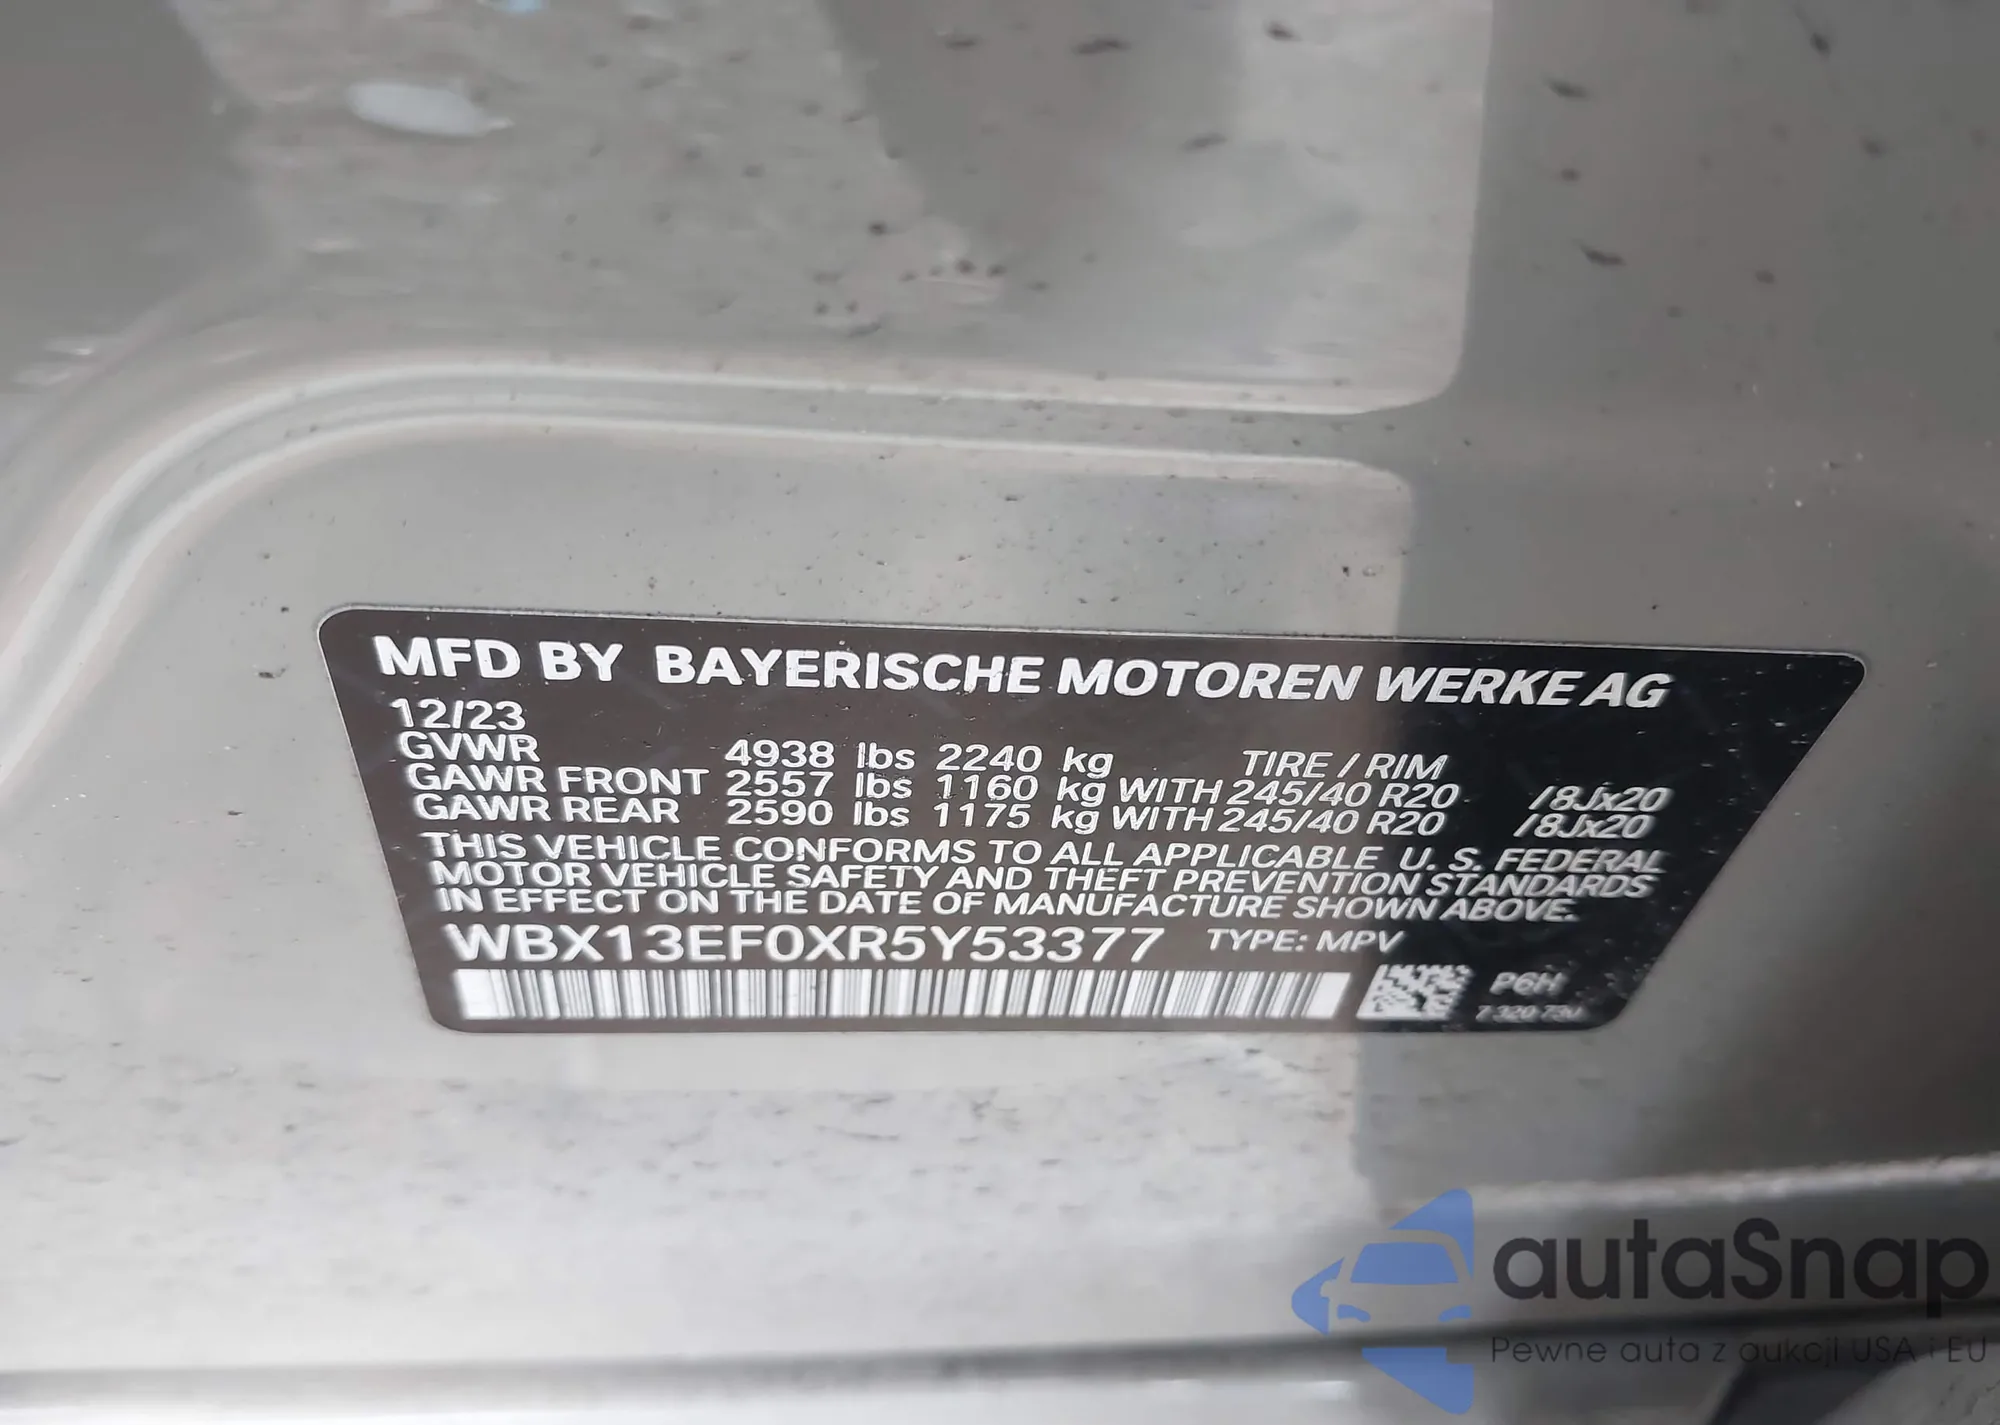 MFD BY BAYERISCHE MOTOREN WERKE AG
12/23
GVWR 4938 lbs 2240 kg TIRE / RIM
GAWR FRONT 2557 lbs 1160 kg WITH 245/40 R20 /8Jx20
GAWR REAR 2590 lbs 1175 kg WITH 245/40 R20 /8Jx20
THIS VEHICLE CONFORMS TO ALL APPLICABLE U. S. FEDERAL
MOTOR VEHICLE SAFETY AND THEFT PREVENTION STANDARDS
IN EFFECT ON THE DATE OF MANUFACTURE SHOWN ABOVE.
WBX13EF0XR5Y53377 TYPE: MPV
P6H
7 320 730
autaSnap
Pewne auta z aukcji USA i EU